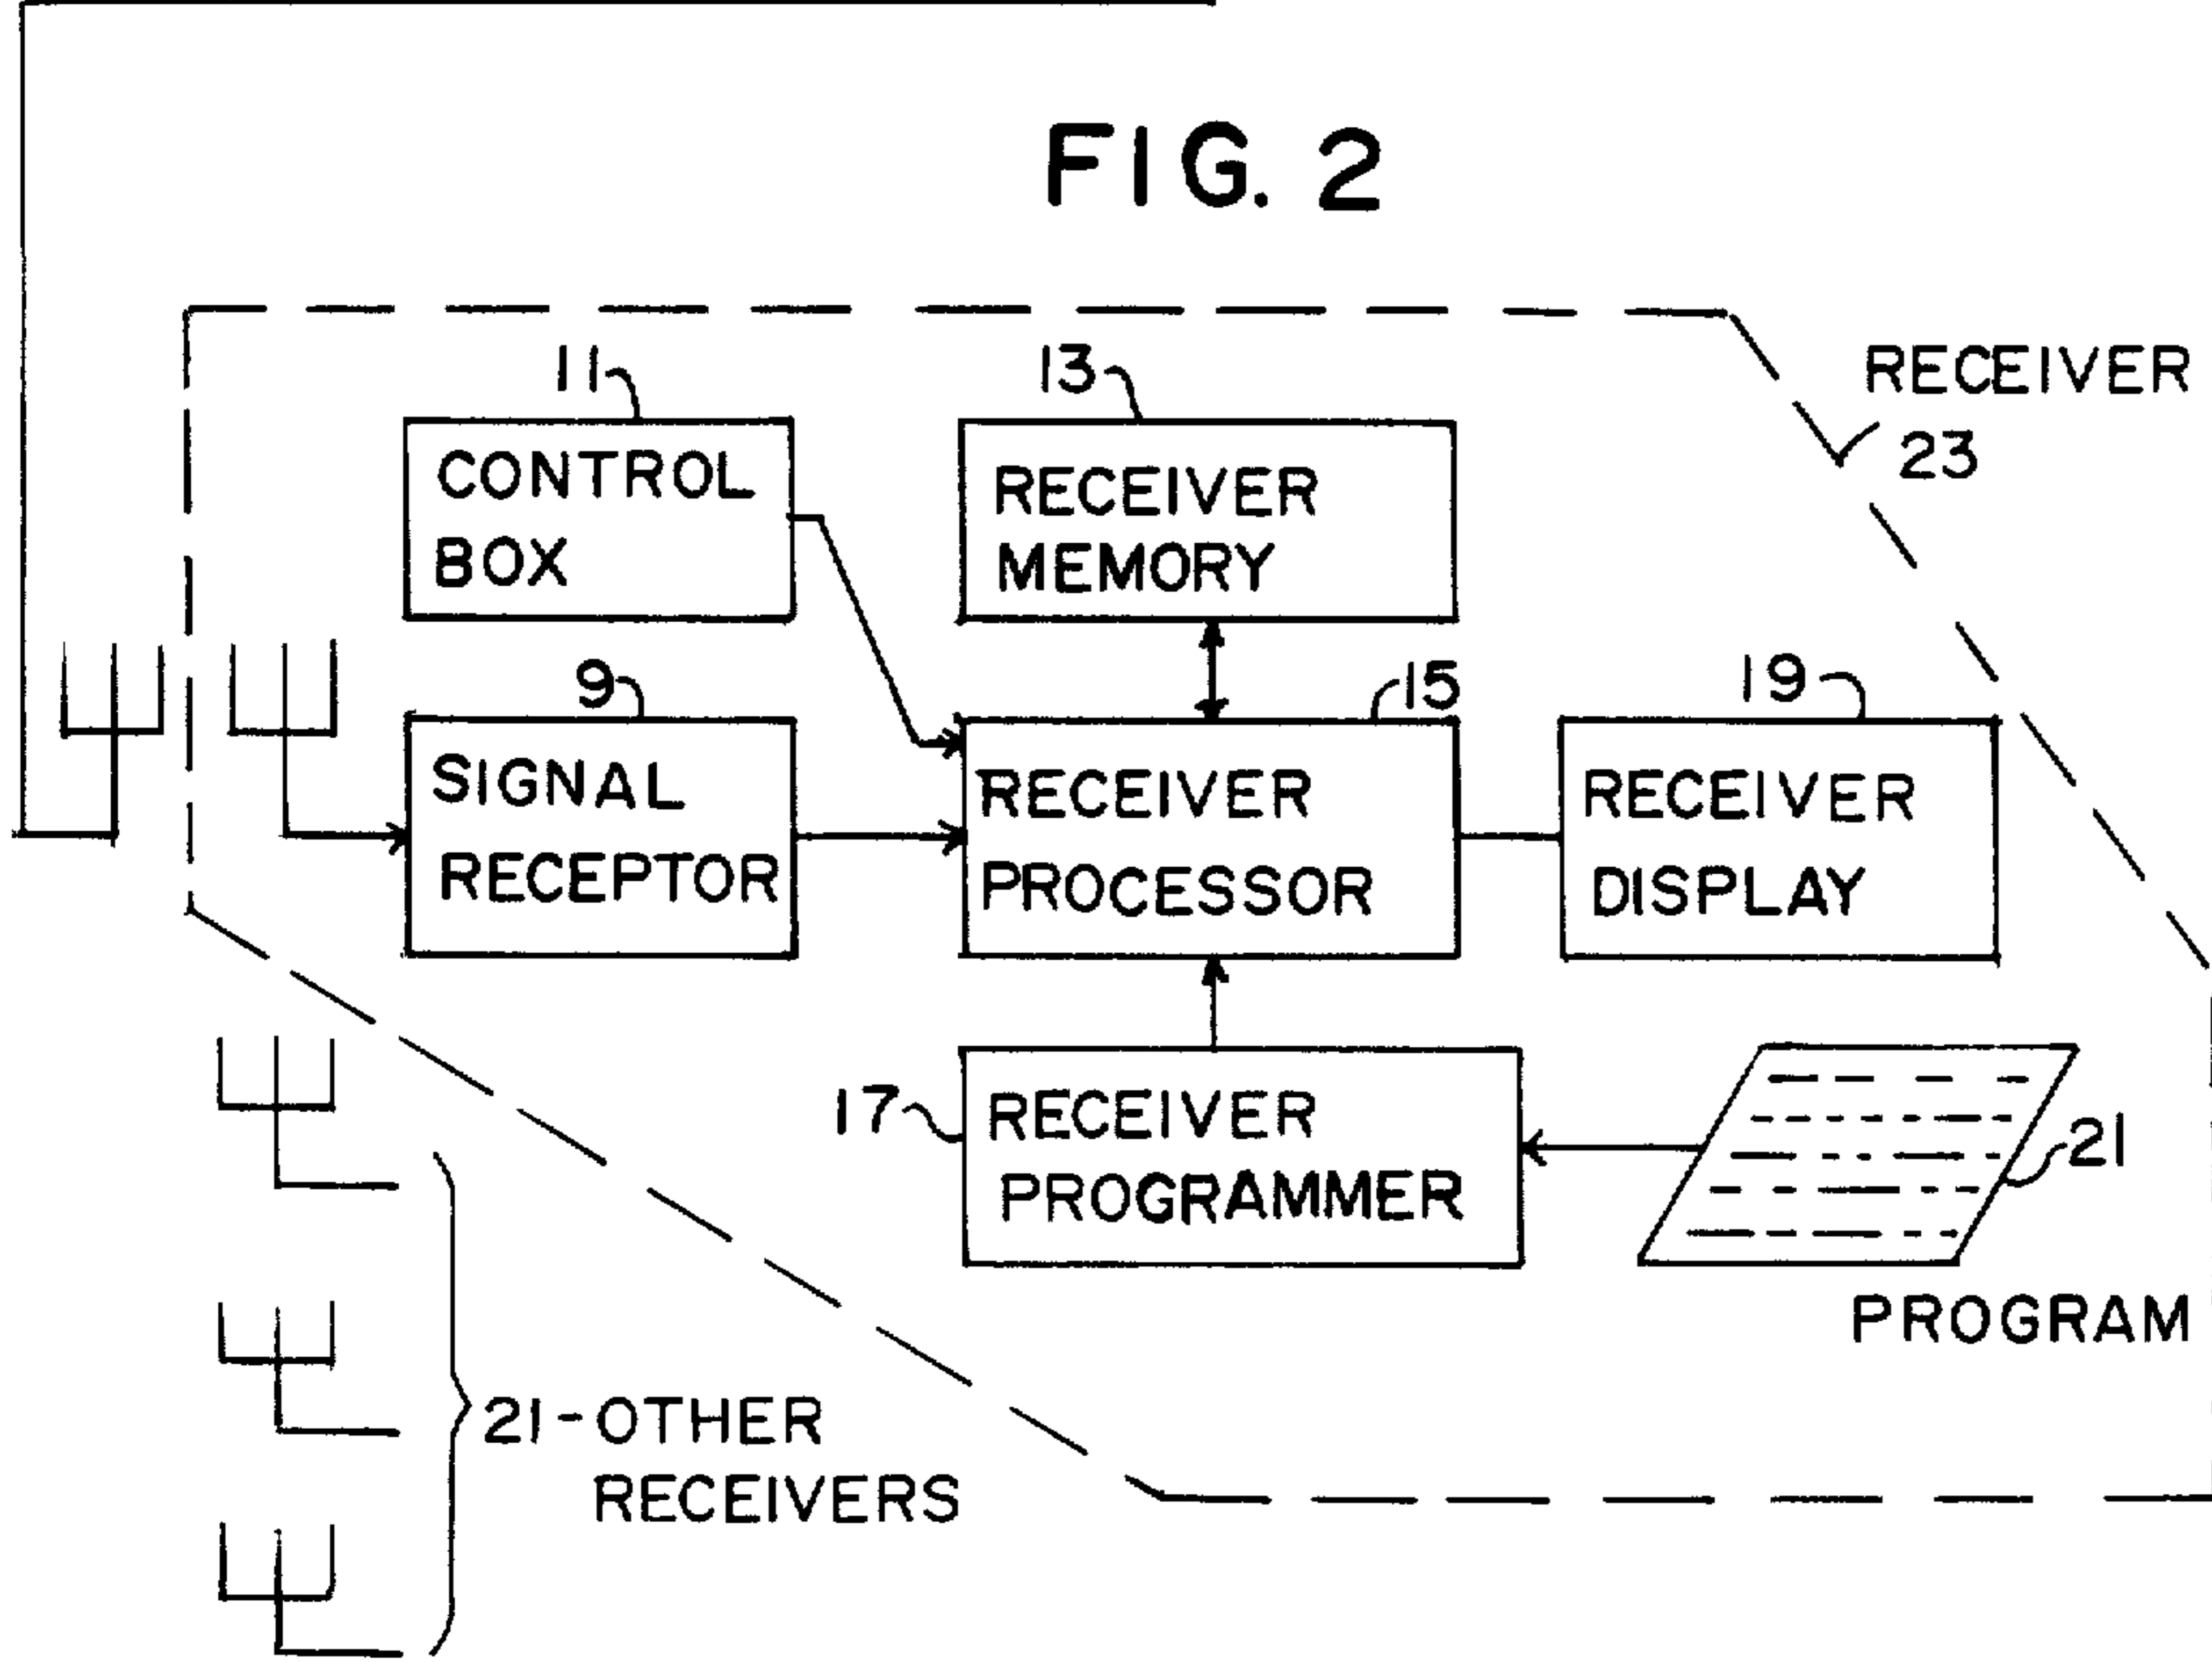 FIG. 2
11
13
RECEIVER
23
CONTROL
BOX
RECEIVER
MEMORY
9
15
19
SIGNAL
RECEPTOR
RECEIVER
PROCESSOR
RECEIVER
DISPLAY
17
RECEIVER
PROGRAMMER
21
PROGRAM
21-OTHER
RECEIVERS